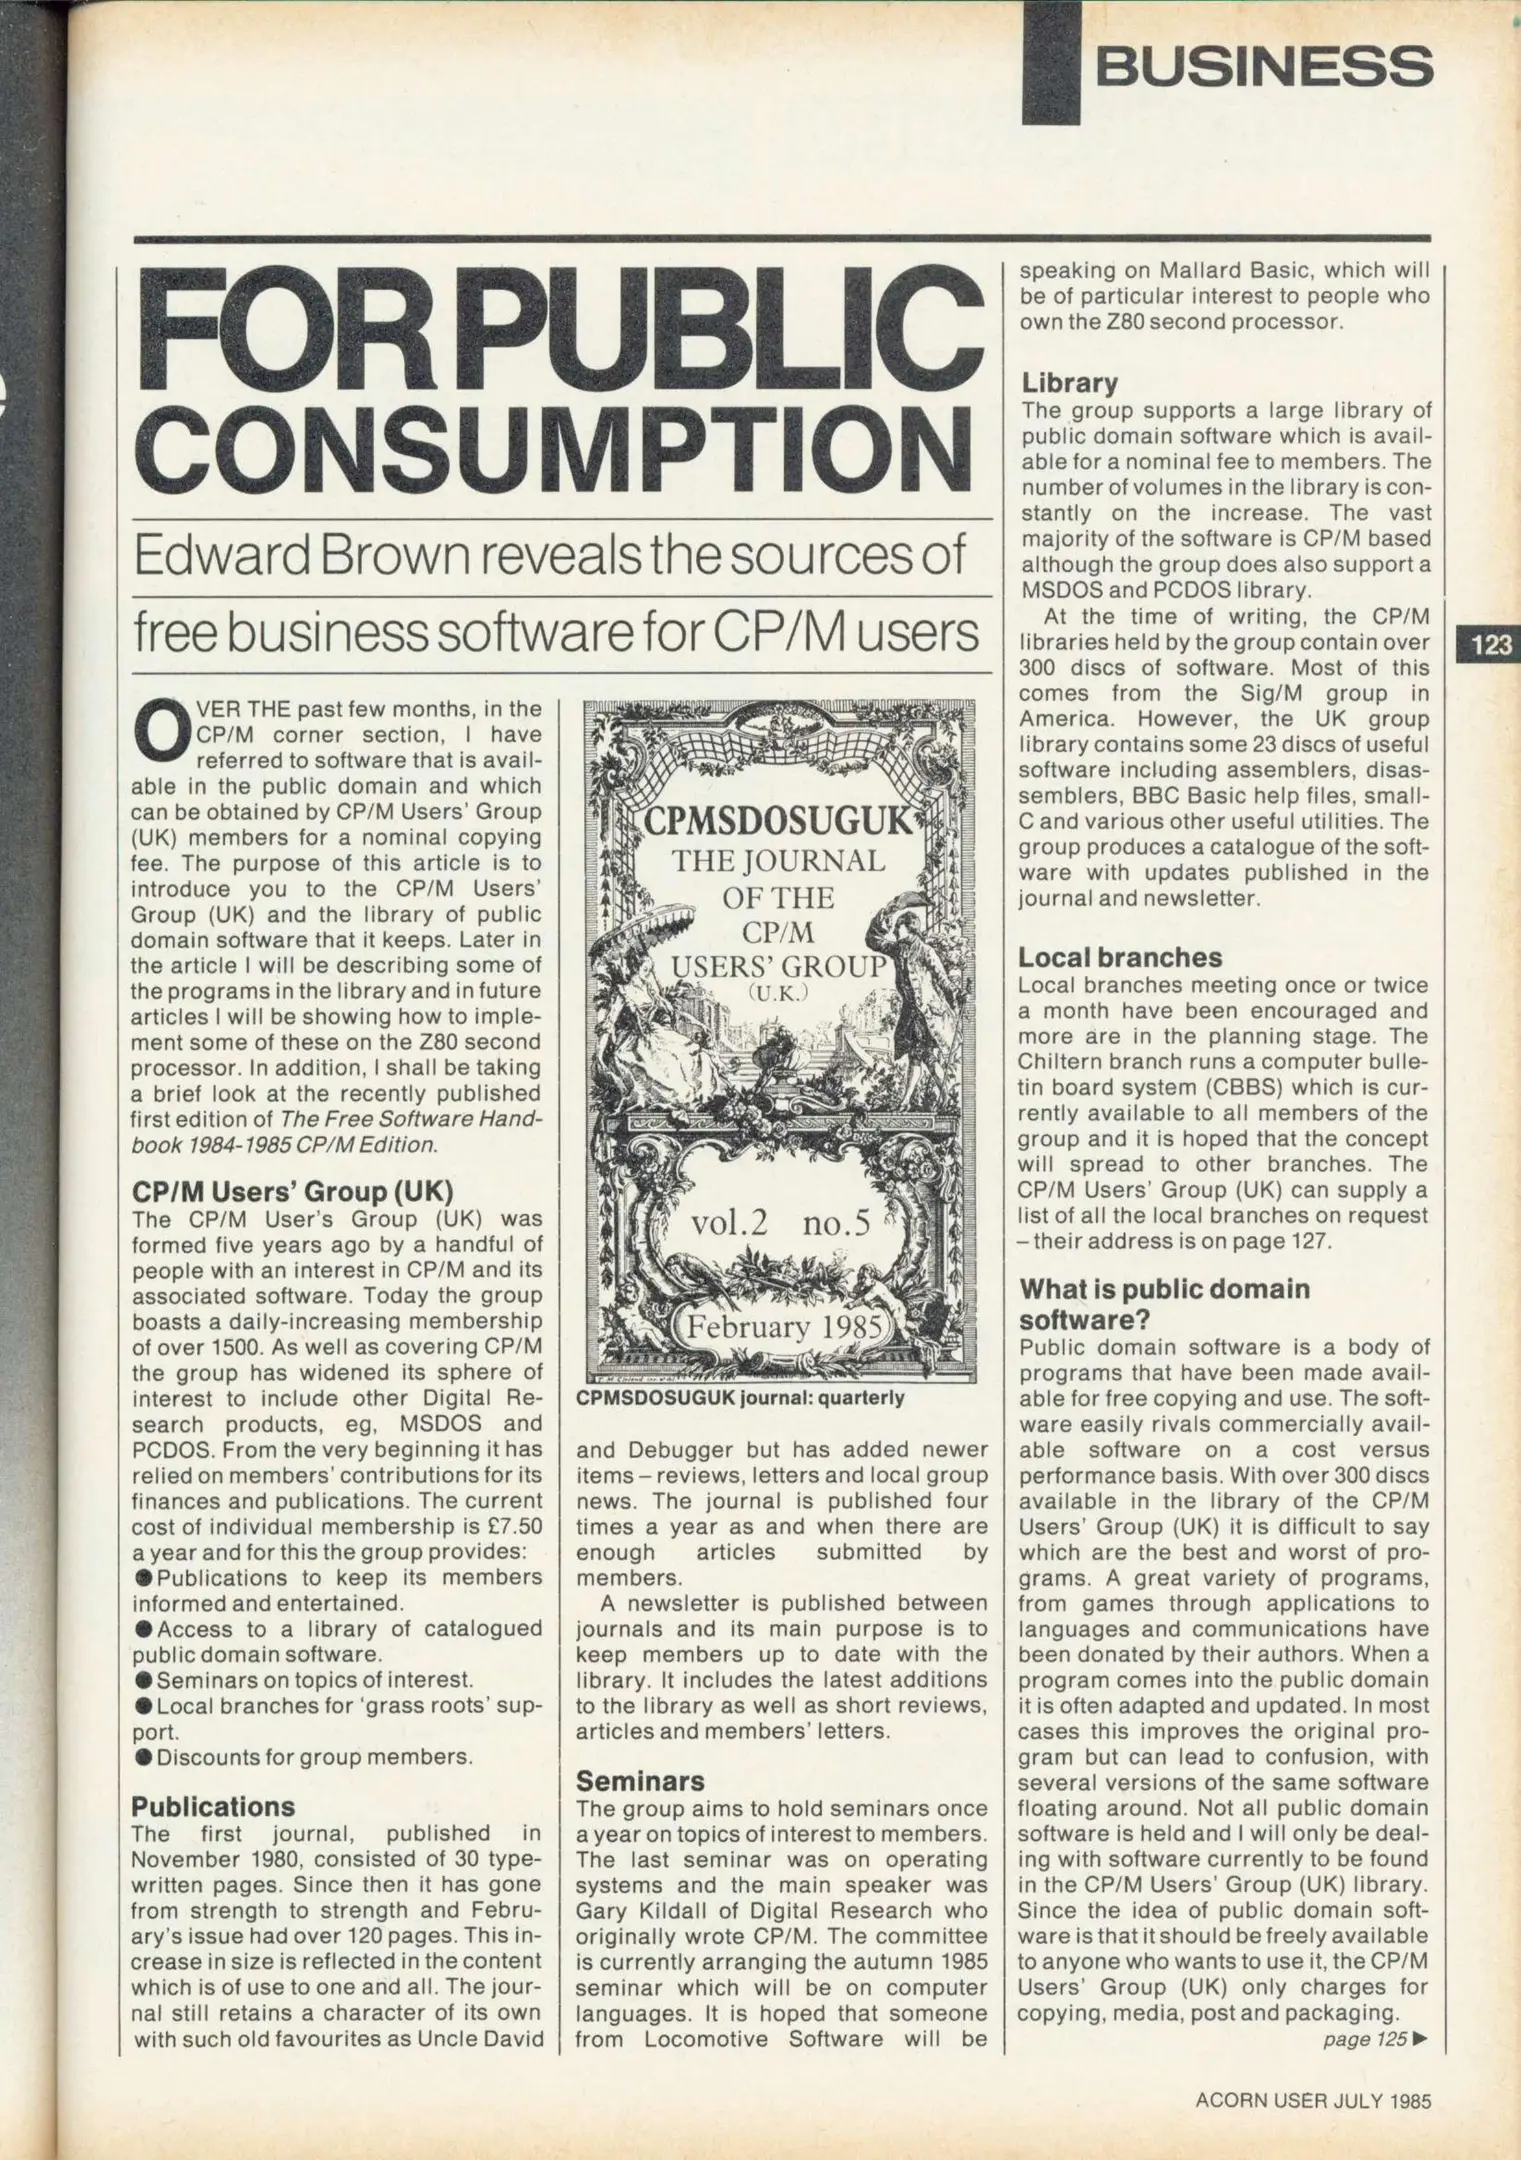 BUSINESS
FOR PUBLIC
CONSUMPTION
Edward Brown reveals the sources of
free business software for CP/M users
OVER THE past few months, in the
CP/M corner section, I have
referred to software that is avail-
able in the public domain and which
can be obtained by CP/M Users' Group
(UK) members for a nominal copying
fee. The purpose of this article is to
introduce you to the CP/M Users'
Group (UK) and the library of public
domain software that it keeps. Later in
the article I will be describing some of
the programs in the library and in future
articles I will be showing how to imple-
ment some of these on the Z80 second
processor. In addition, I shall be taking
a brief look at the recently published
first edition of The Free Software Hand-
book 1984-1985 CP/M Edition.
CP/M Users' Group (UK)
The CP/M User's Group (UK) was
formed five years ago by a handful of
people with an interest in CP/M and its
associated software. Today the group
boasts a daily-increasing membership
of over 1500. As well as covering CP/M
the group has widened its sphere of
interest to include other Digital Re-
search products, eg, MSDOS and
PCDOS. From the very beginning it has
relied on members' contributions for its
finances and publications. The current
cost of individual membership is £7.50
a year and for this the group provides:
● Publications to keep its members
informed and entertained.
● Access to a library of catalogued
public domain software.
● Seminars on topics of interest.
● Local branches for 'grass roots' sup-
port.
● Discounts for group members.
Publications
The first journal, published in
November 1980, consisted of 30 type-
written pages. Since then it has gone
from strength to strength and Febru-
ary's issue had over 120 pages. This in-
crease in size is reflected in the content
which is of use to one and all. The jour-
nal still retains a character of its own
with such old favourites as Uncle David
CPMSDOSUGUK
THE JOURNAL
OF THE
CP/M
USERS' GROUP
(U.K.)
vol.2 no.5
February 1985
CPMSDOSUGUK journal: quarterly
and Debugger but has added newer
items – reviews, letters and local group
news. The journal is published four
times a year as and when there are
enough articles submitted by
members.
A newsletter is published between
journals and its main purpose is to
keep members up to date with the
library. It includes the latest additions
to the library as well as short reviews,
articles and members' letters.
Seminars
The group aims to hold seminars once
a year on topics of interest to members.
The last seminar was on operating
systems and the main speaker was
Gary Kildall of Digital Research who
originally wrote CP/M. The committee
is currently arranging the autumn 1985
seminar which will be on computer
languages. It is hoped that someone
from Locomotive Software will be
speaking on Mallard Basic, which will
be of particular interest to people who
own the Z80 second processor.
Library
The group supports a large library of
public domain software which is avail-
able for a nominal fee to members. The
number of volumes in the library is con-
stantly on the increase. The vast
majority of the software is CP/M based
although the group does also support a
MSDOS and PCDOS library.
At the time of writing, the CP/M
libraries held by the group contain over
300 discs of software. Most of this
comes from the Sig/M group in
America. However, the UK group
library contains some 23 discs of useful
software including assemblers, disas-
semblers, BBC Basic help files, small-
C and various other useful utilities. The
group produces a catalogue of the soft-
ware with updates published in the
journal and newsletter.
Local branches
Local branches meeting once or twice
a month have been encouraged and
more are in the planning stage. The
Chiltern branch runs a computer bulle-
tin board system (CBBS) which is cur-
rently available to all members of the
group and it is hoped that the concept
will spread to other branches. The
CP/M Users' Group (UK) can supply a
list of all the local branches on request
– their address is on page 127.
What is public domain
software?
Public domain software is a body of
programs that have been made avail-
able for free copying and use. The soft-
ware easily rivals commercially avail-
able software on a cost versus
performance basis. With over 300 discs
available in the library of the CP/M
Users' Group (UK) it is difficult to say
which are the best and worst of pro-
grams. A great variety of programs,
from games through applications to
languages and communications have
been donated by their authors. When a
program comes into the public domain
it is often adapted and updated. In most
cases this improves the original pro-
gram but can lead to confusion, with
several versions of the same software
floating around. Not all public domain
software is held and I will only be deal-
ing with software currently to be found
in the CP/M Users' Group (UK) library.
Since the idea of public domain soft-
ware is that it should be freely available
to anyone who wants to use it, the CP/M
Users' Group (UK) only charges for
copying, media, post and packaging.
page 125 ►
123
ACORN USER JULY 1985